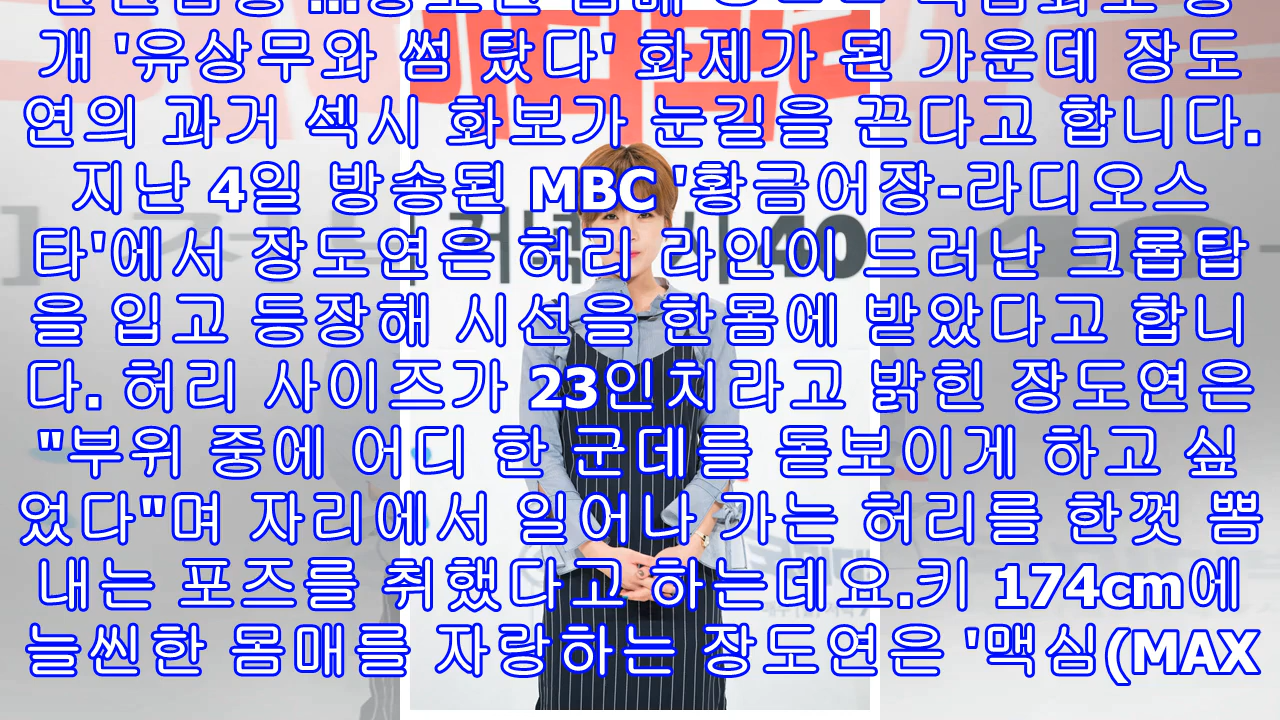 개 '유상무와 썸 탔다' 화제가 된 가운데 장도
연의 과거 섹시 화보가 눈길을 끈다고 합니다.
지난 4일 방송된 MBC '황금어장-라디오스
타'에서 장도연은 허리 라인이 드러난 크롭탑
을 입고 등장해 시선을 한몸에 받았다고 합니
다. 허리 사이즈가 23인치라고 밝힌 장도연은
"부위 중에 어디 한 군데를 돋보이게 하고 싶
었다"며 자리에서 일어나 가는 허리를 한껏 뽐
내는 포즈를 취했다고 하는데요.키 174cm에
늘씬한 몸매를 자랑하는 장도연은 '맥심(MAX